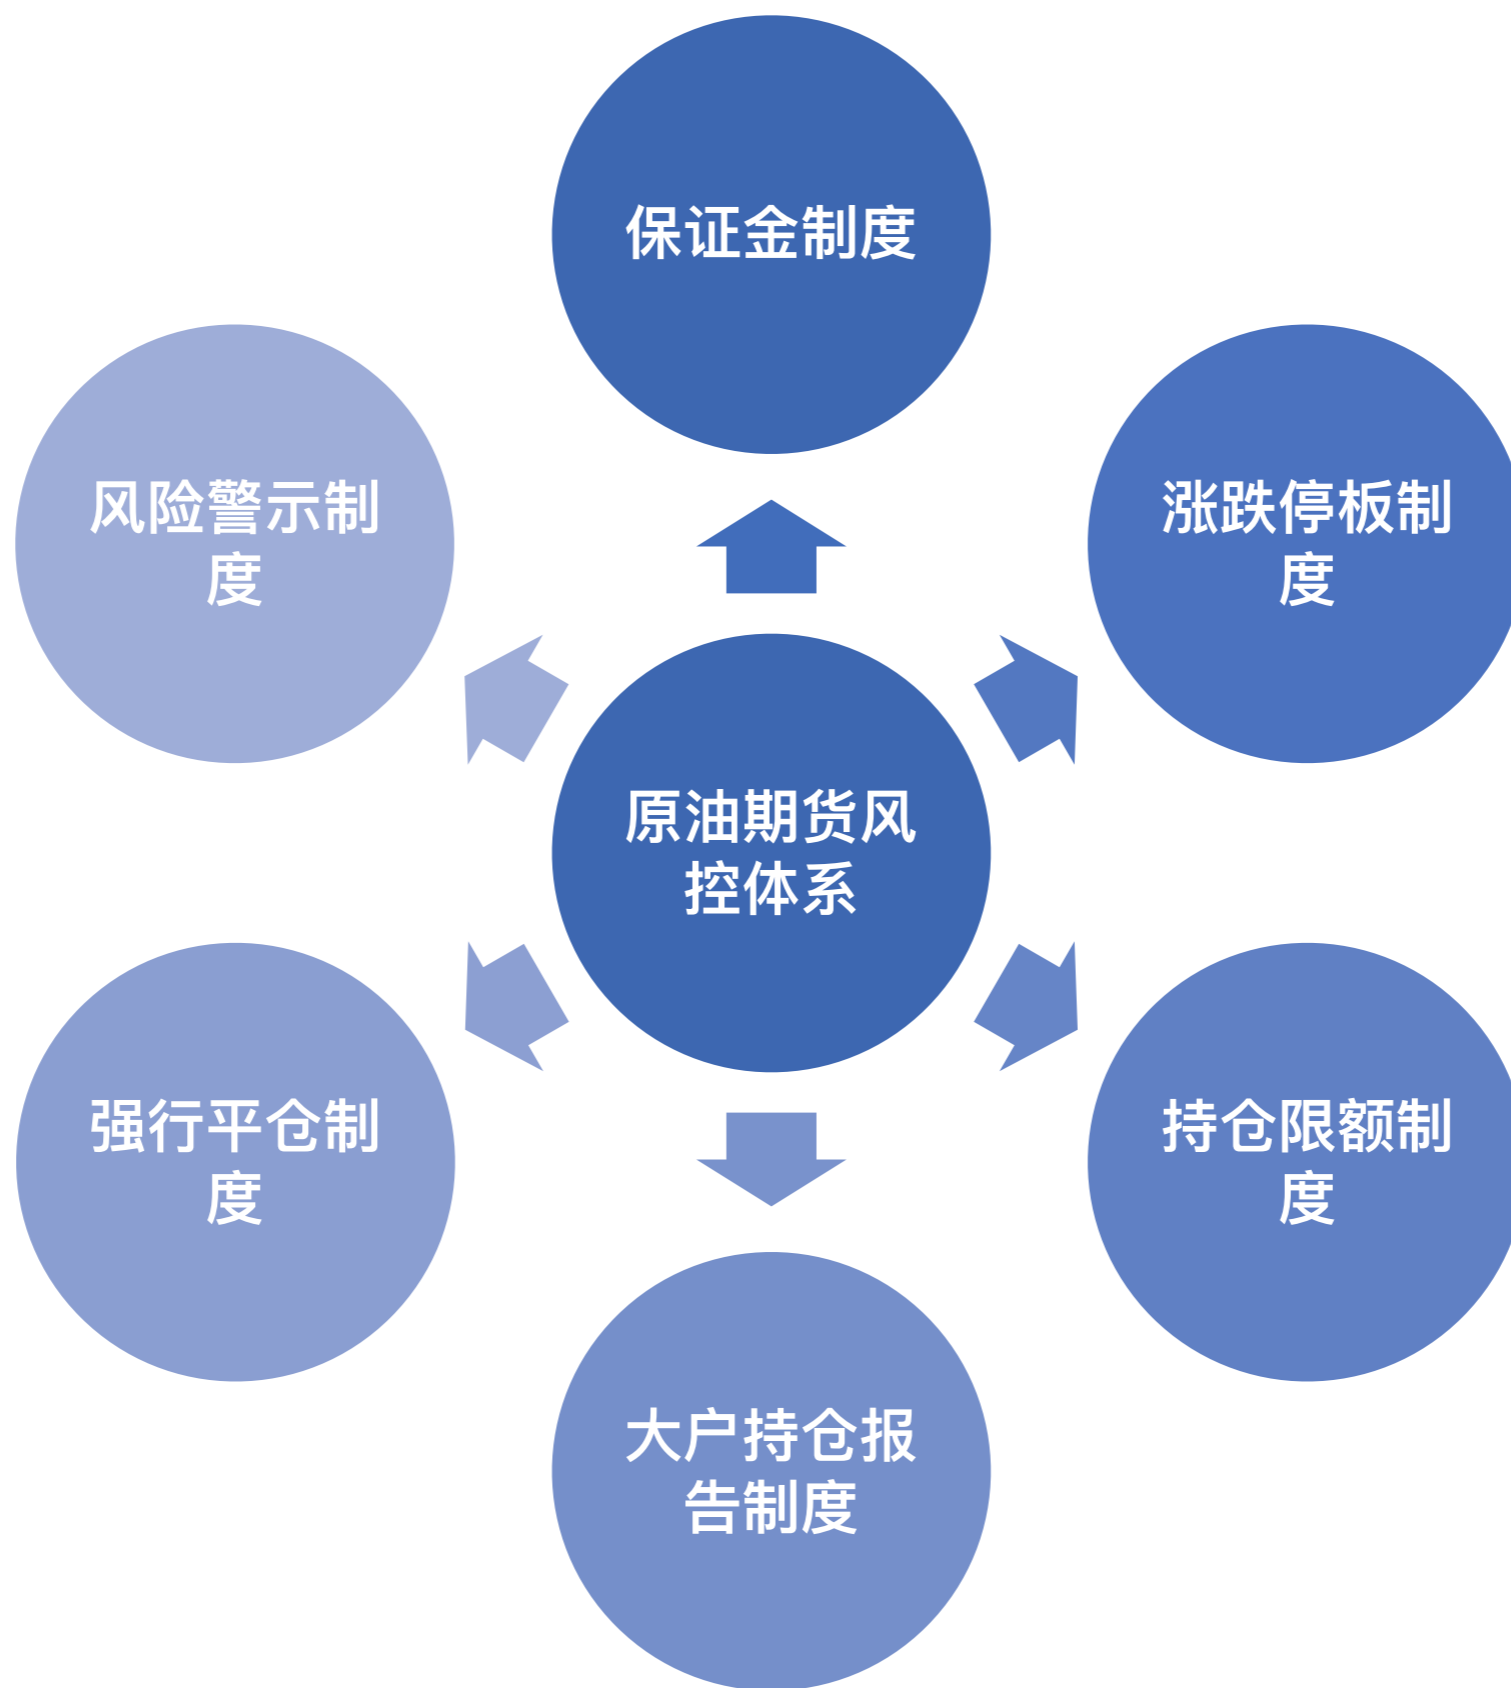 保证金制度
风险警示制
度
涨跌停板制
度
原油期货风
控体系
强行平仓制
度
持仓限额制
度
大户持仓报
告制度